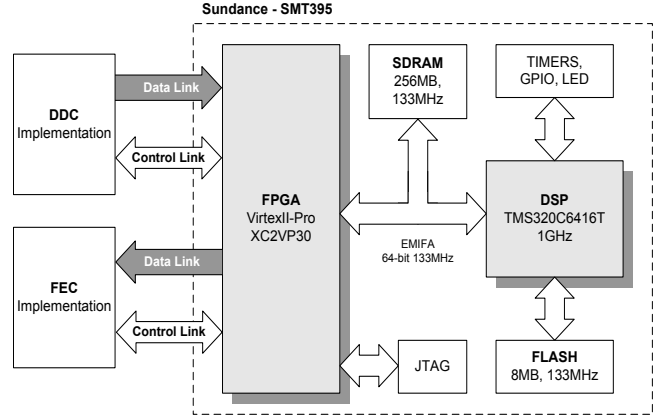 Sundance - SMT395
DDC
Implementation
Data Link
Control Link
FEC
Implementation
Data Link
Control Link
FPGA
VirtexII-Pro
XC2VP30
SDRAM
256MB,
133MHz
TIMERS,
GPIO, LED
DSP
TMS320C6416T
1GHz
EMIFA
64-bit 133MHz
JTAG
FLASH
8MB, 133MHz